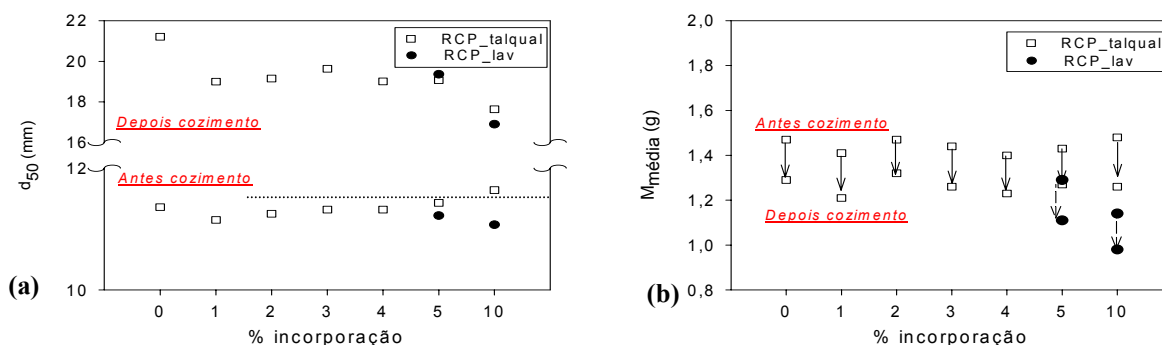 22
20
18
16
12
10
d50 (mm)
RCP_talqual
RCP_lav
Depois cozimento
Antes cozimento
0 1 2 3 4 5 10
% incorporação
(a)
2,0
1,8
1,6
1,4
1,2
1,0
0,8
Mmédia (g)
RCP_talqual
RCP_lav
Antes cozimento
Depois cozimento
0 1 2 3 4 5 10
% incorporação
(b)